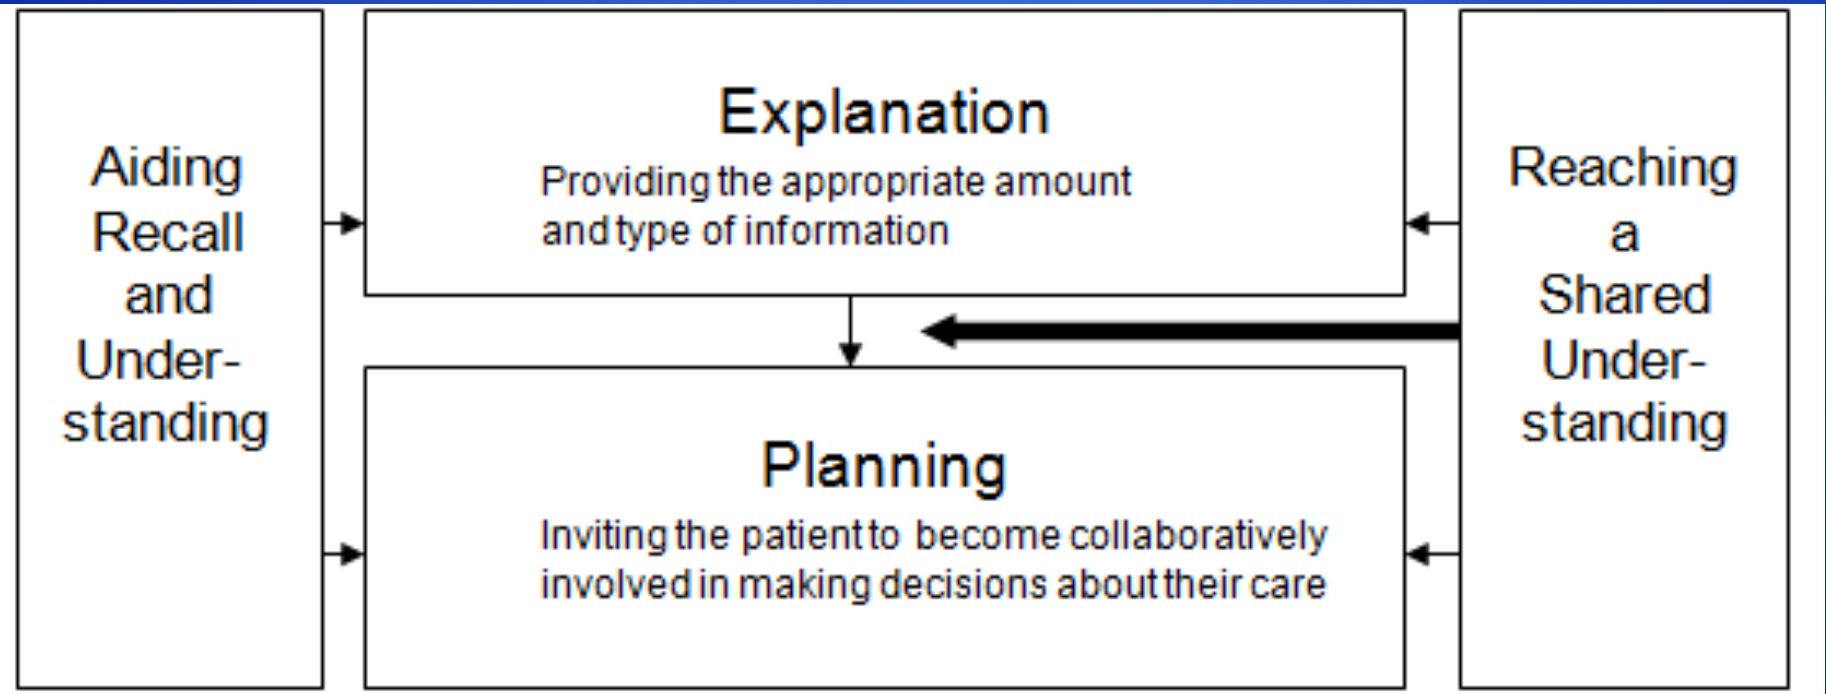 Aiding
Recall
and
Under-
standing
Explanation
Providing the appropriate amount
and type of information
Planning
Inviting the patient to become collaboratively
involved in making decisions about their care
Reaching
a
Shared
Under-
standing